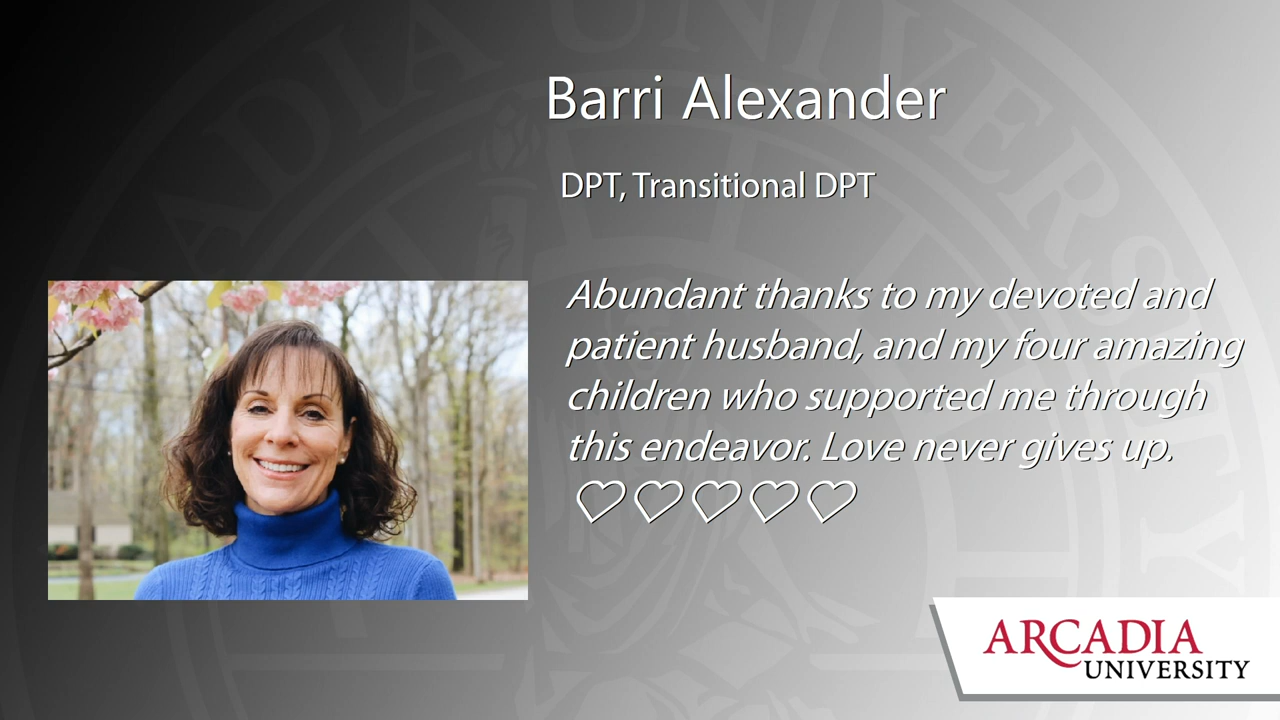 Barri Alexander
DPT, Transitional DPT
Abundant thanks to my devoted and
patient husband, and my four amazing
children who supported me through
this endeavor. Love never gives up.
♡♡♡♡♡
ARCADIA
UNIVERSITY